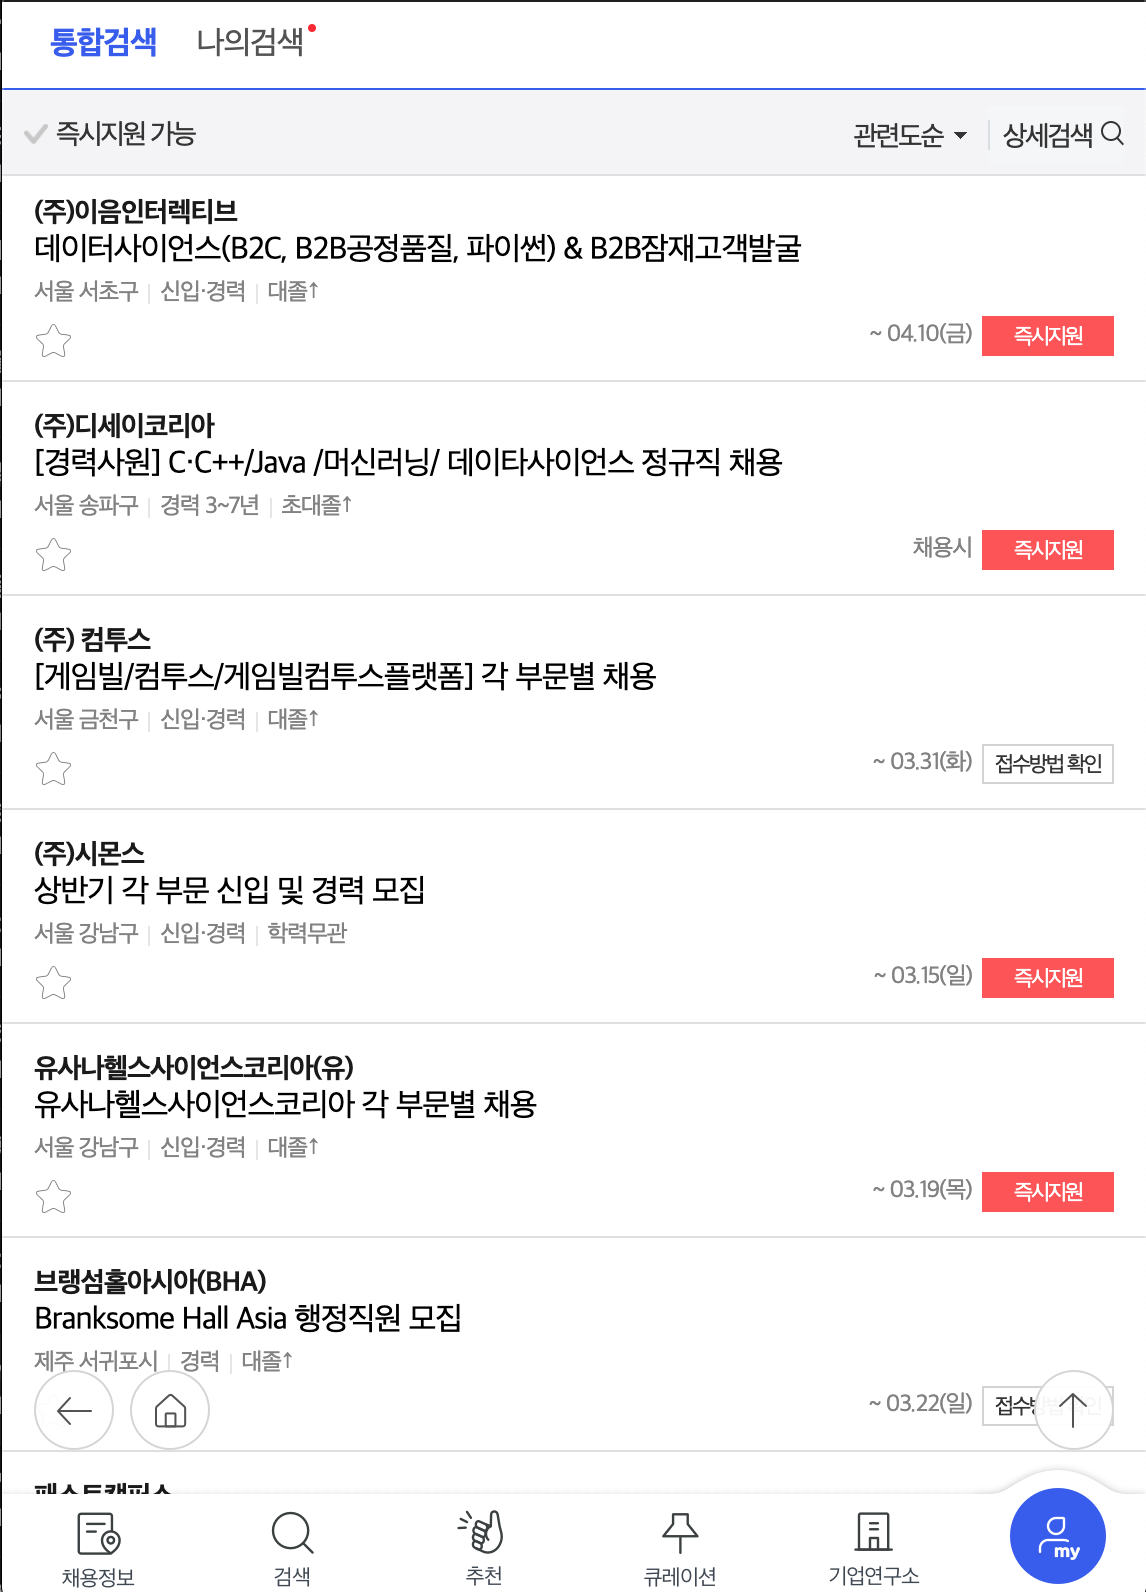 통합검색 나의검색
즉시지원 가능 관련도순 상세검색
(주)이음인터렉티브
데이터사이언스(B2C, B2B공정품질, 파이썬) & B2B잠재고객발굴
서울 서초구 신입·경력 대졸↑
~ 04.10(금) 즉시지원
(주)디세이코리아
[경력사원] C·C++/Java /머신러닝/ 데이타사이언스 정규직 채용
서울 송파구 경력 3~7년 초대졸↑
채용시 즉시지원
(주) 컴투스
[게임빌/컴투스/게임빌컴투스플랫폼] 각 부문별 채용
서울 금천구 신입·경력 대졸↑
~ 03.31(화) 접수방법 확인
(주)시몬스
상반기 각 부문 신입 및 경력 모집
서울 강남구 신입·경력 학력무관
~ 03.15(일) 즉시지원
유사나헬스사이언스코리아(유)
유사나헬스사이언스코리아 각 부문별 채용
서울 강남구 신입·경력 대졸↑
~ 03.19(목) 즉시지원
브랭섬홀아시아(BHA)
Branksome Hall Asia 행정직원 모집
제주 서귀포시 경력 대졸↑
~ 03.22(일) 접수방법 확인
패스트캠퍼스
my
채용정보 검색 추천 큐레이션 기업연구소